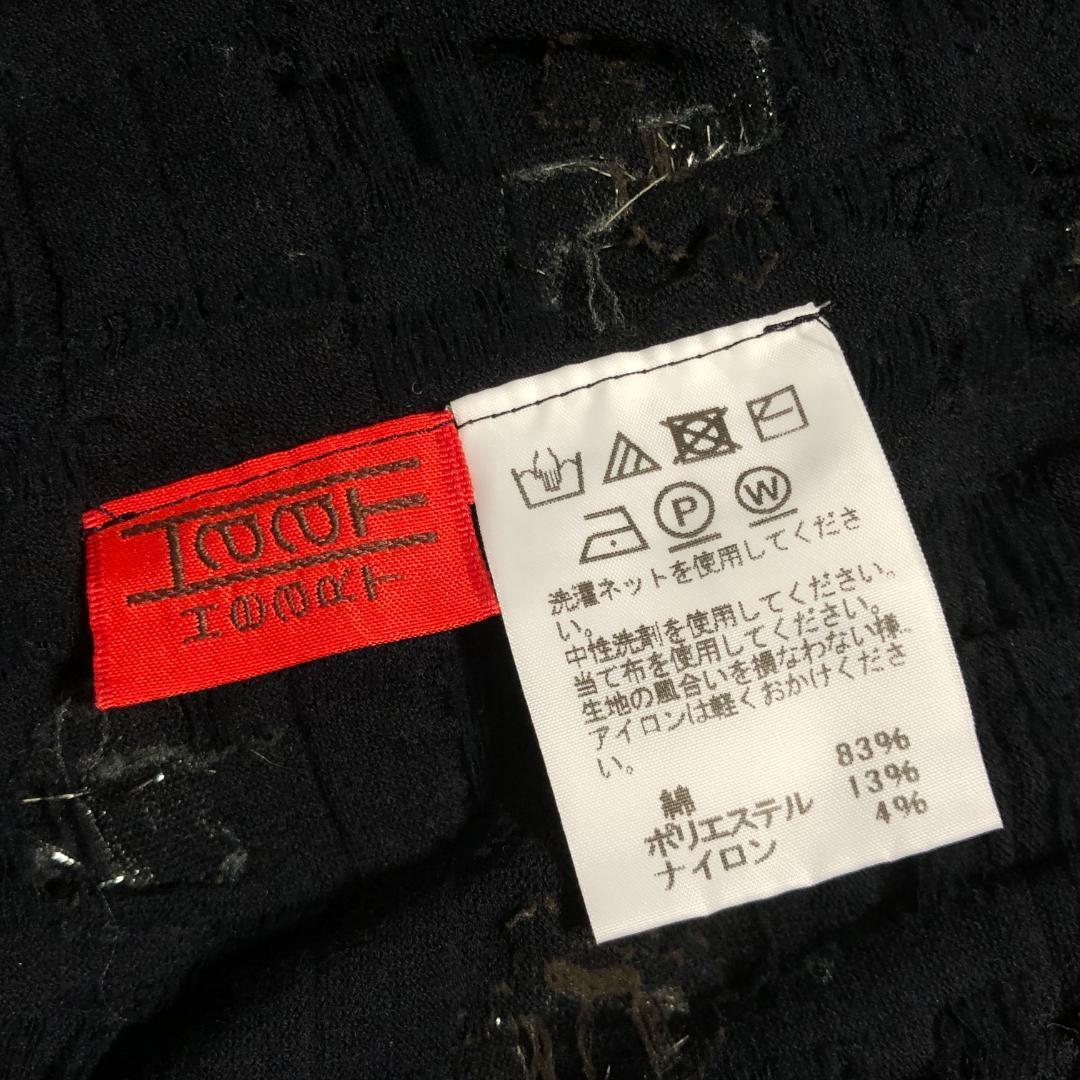 HaaT
HeeRT
P
W
洗濯ネットを使用してくださ
い。
中性洗剤を使用してください。
当て布を使用してください。
生地の風合いを損なわない様、
アイロンは軽くおかけくださ
い。
綿 83%
ポリエステル 13%
ナイロン 4%